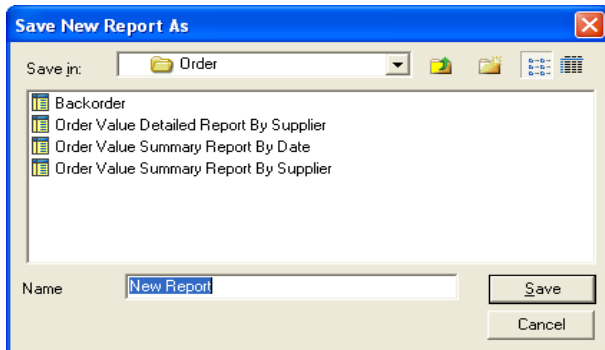 Save New Report As
Save in: Order
Backorder
Order Value Detailed Report By Supplier
Order Value Summary Report By Date
Order Value Summary Report By Supplier
Name New Report Save
Cancel